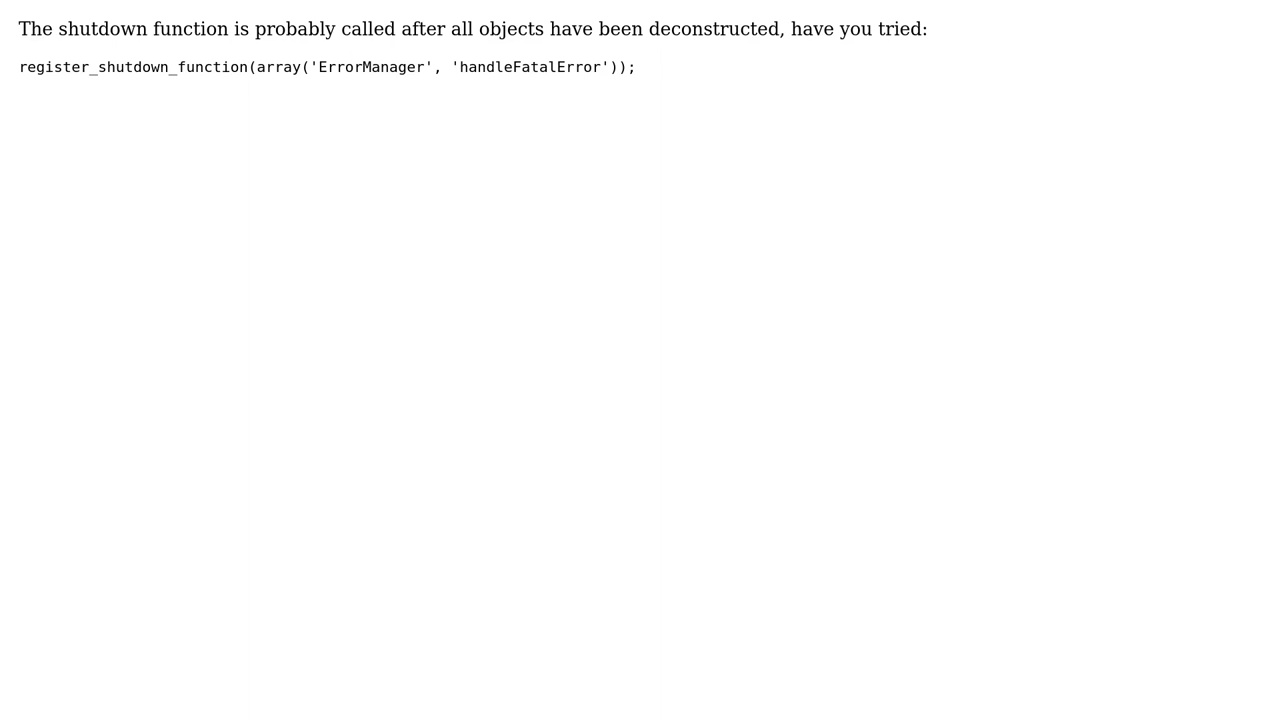 The shutdown function is probably called after all objects have been deconstructed, have you tried:
register_shutdown_function(array('ErrorManager', 'handleFatalError'));